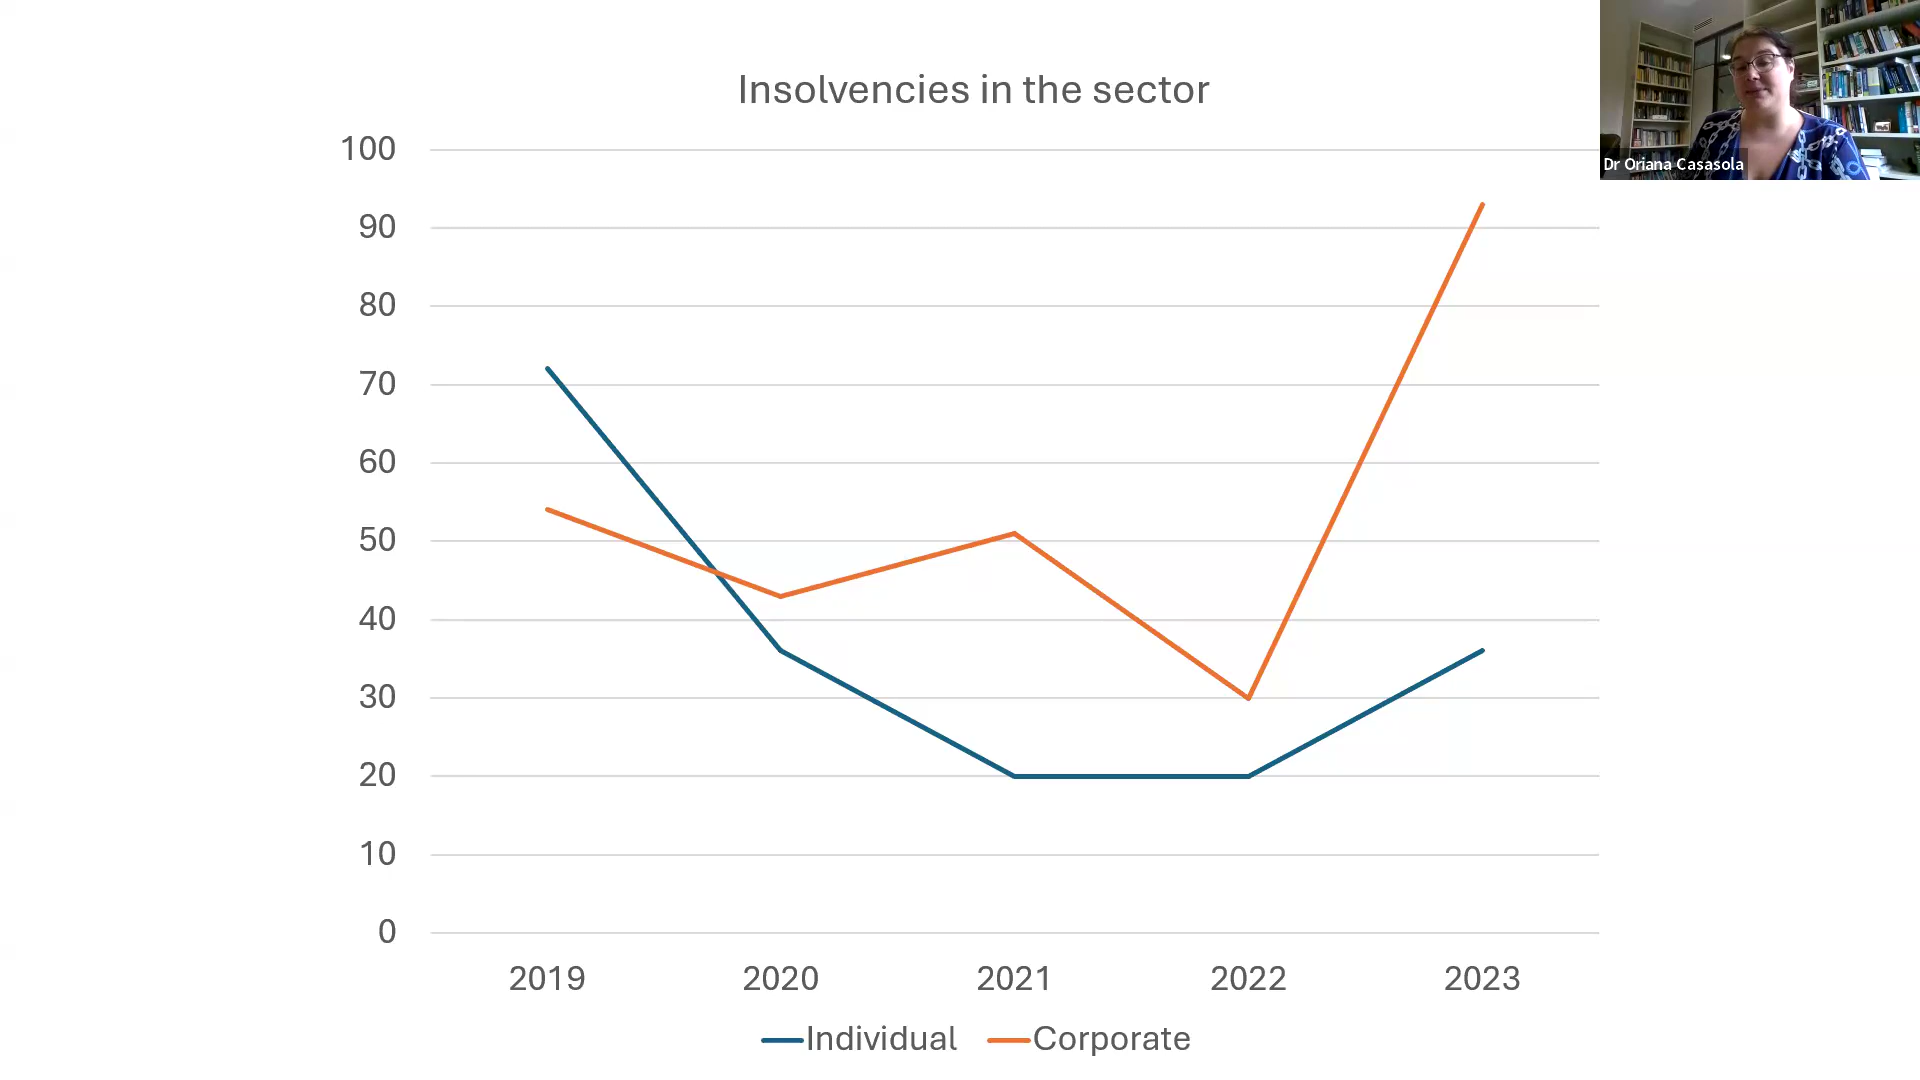 Insolvencies in the sector
Dr Oriana Casasola
100
90
80
70
60
50
40
30
20
10
0
2019 2020 2021 2022 2023
Individual Corporate